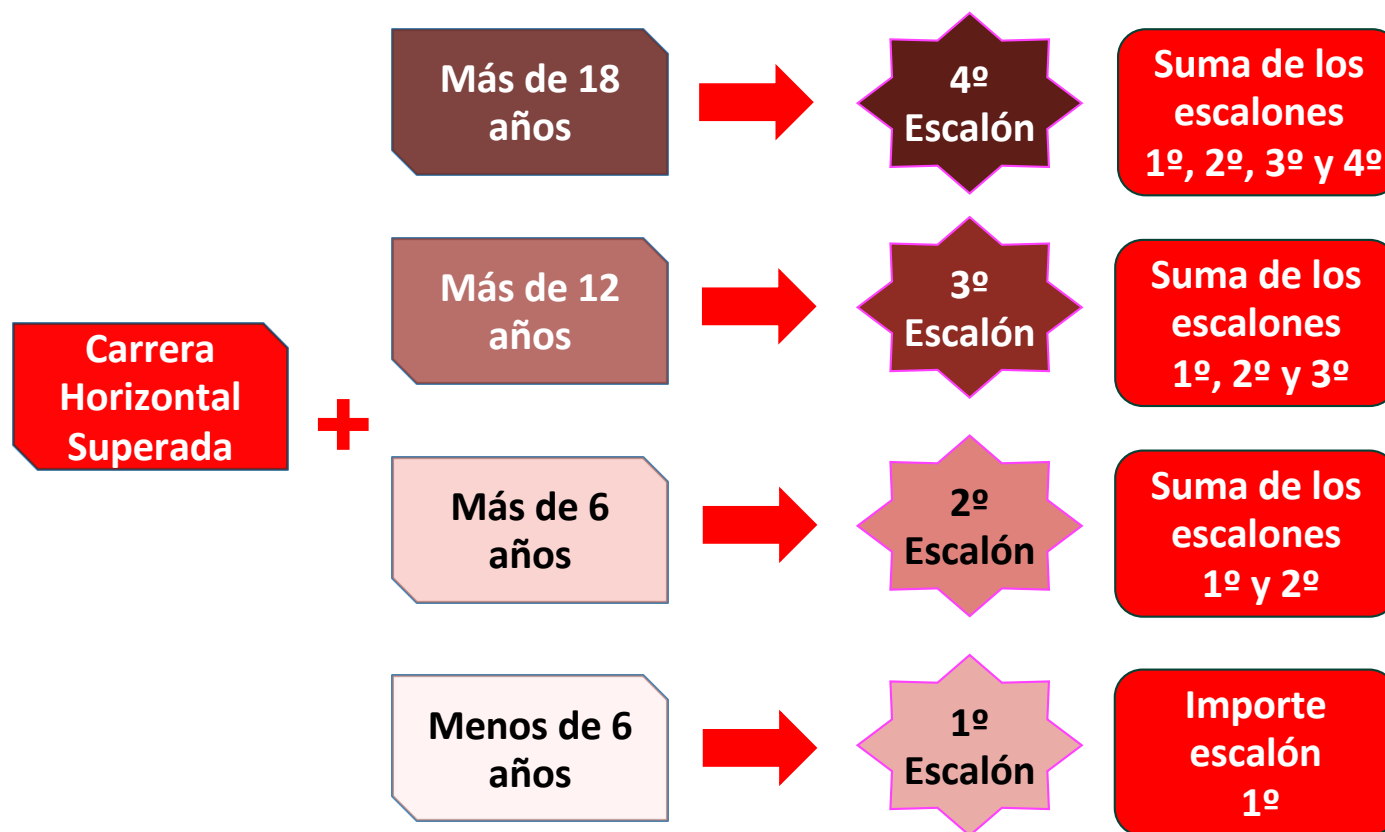 Más de 18
años
4º
Escalón
Suma de los
escalones
1º, 2º, 3º y 4º
Más de 12
años
3º
Escalón
Suma de los
escalones
1º, 2º y 3º
Carrera
Horizontal
Superada
+
Más de 6
años
2º
Escalón
Suma de los
escalones
1º y 2º
Menos de 6
años
1º
Escalón
Importe
escalón
1º